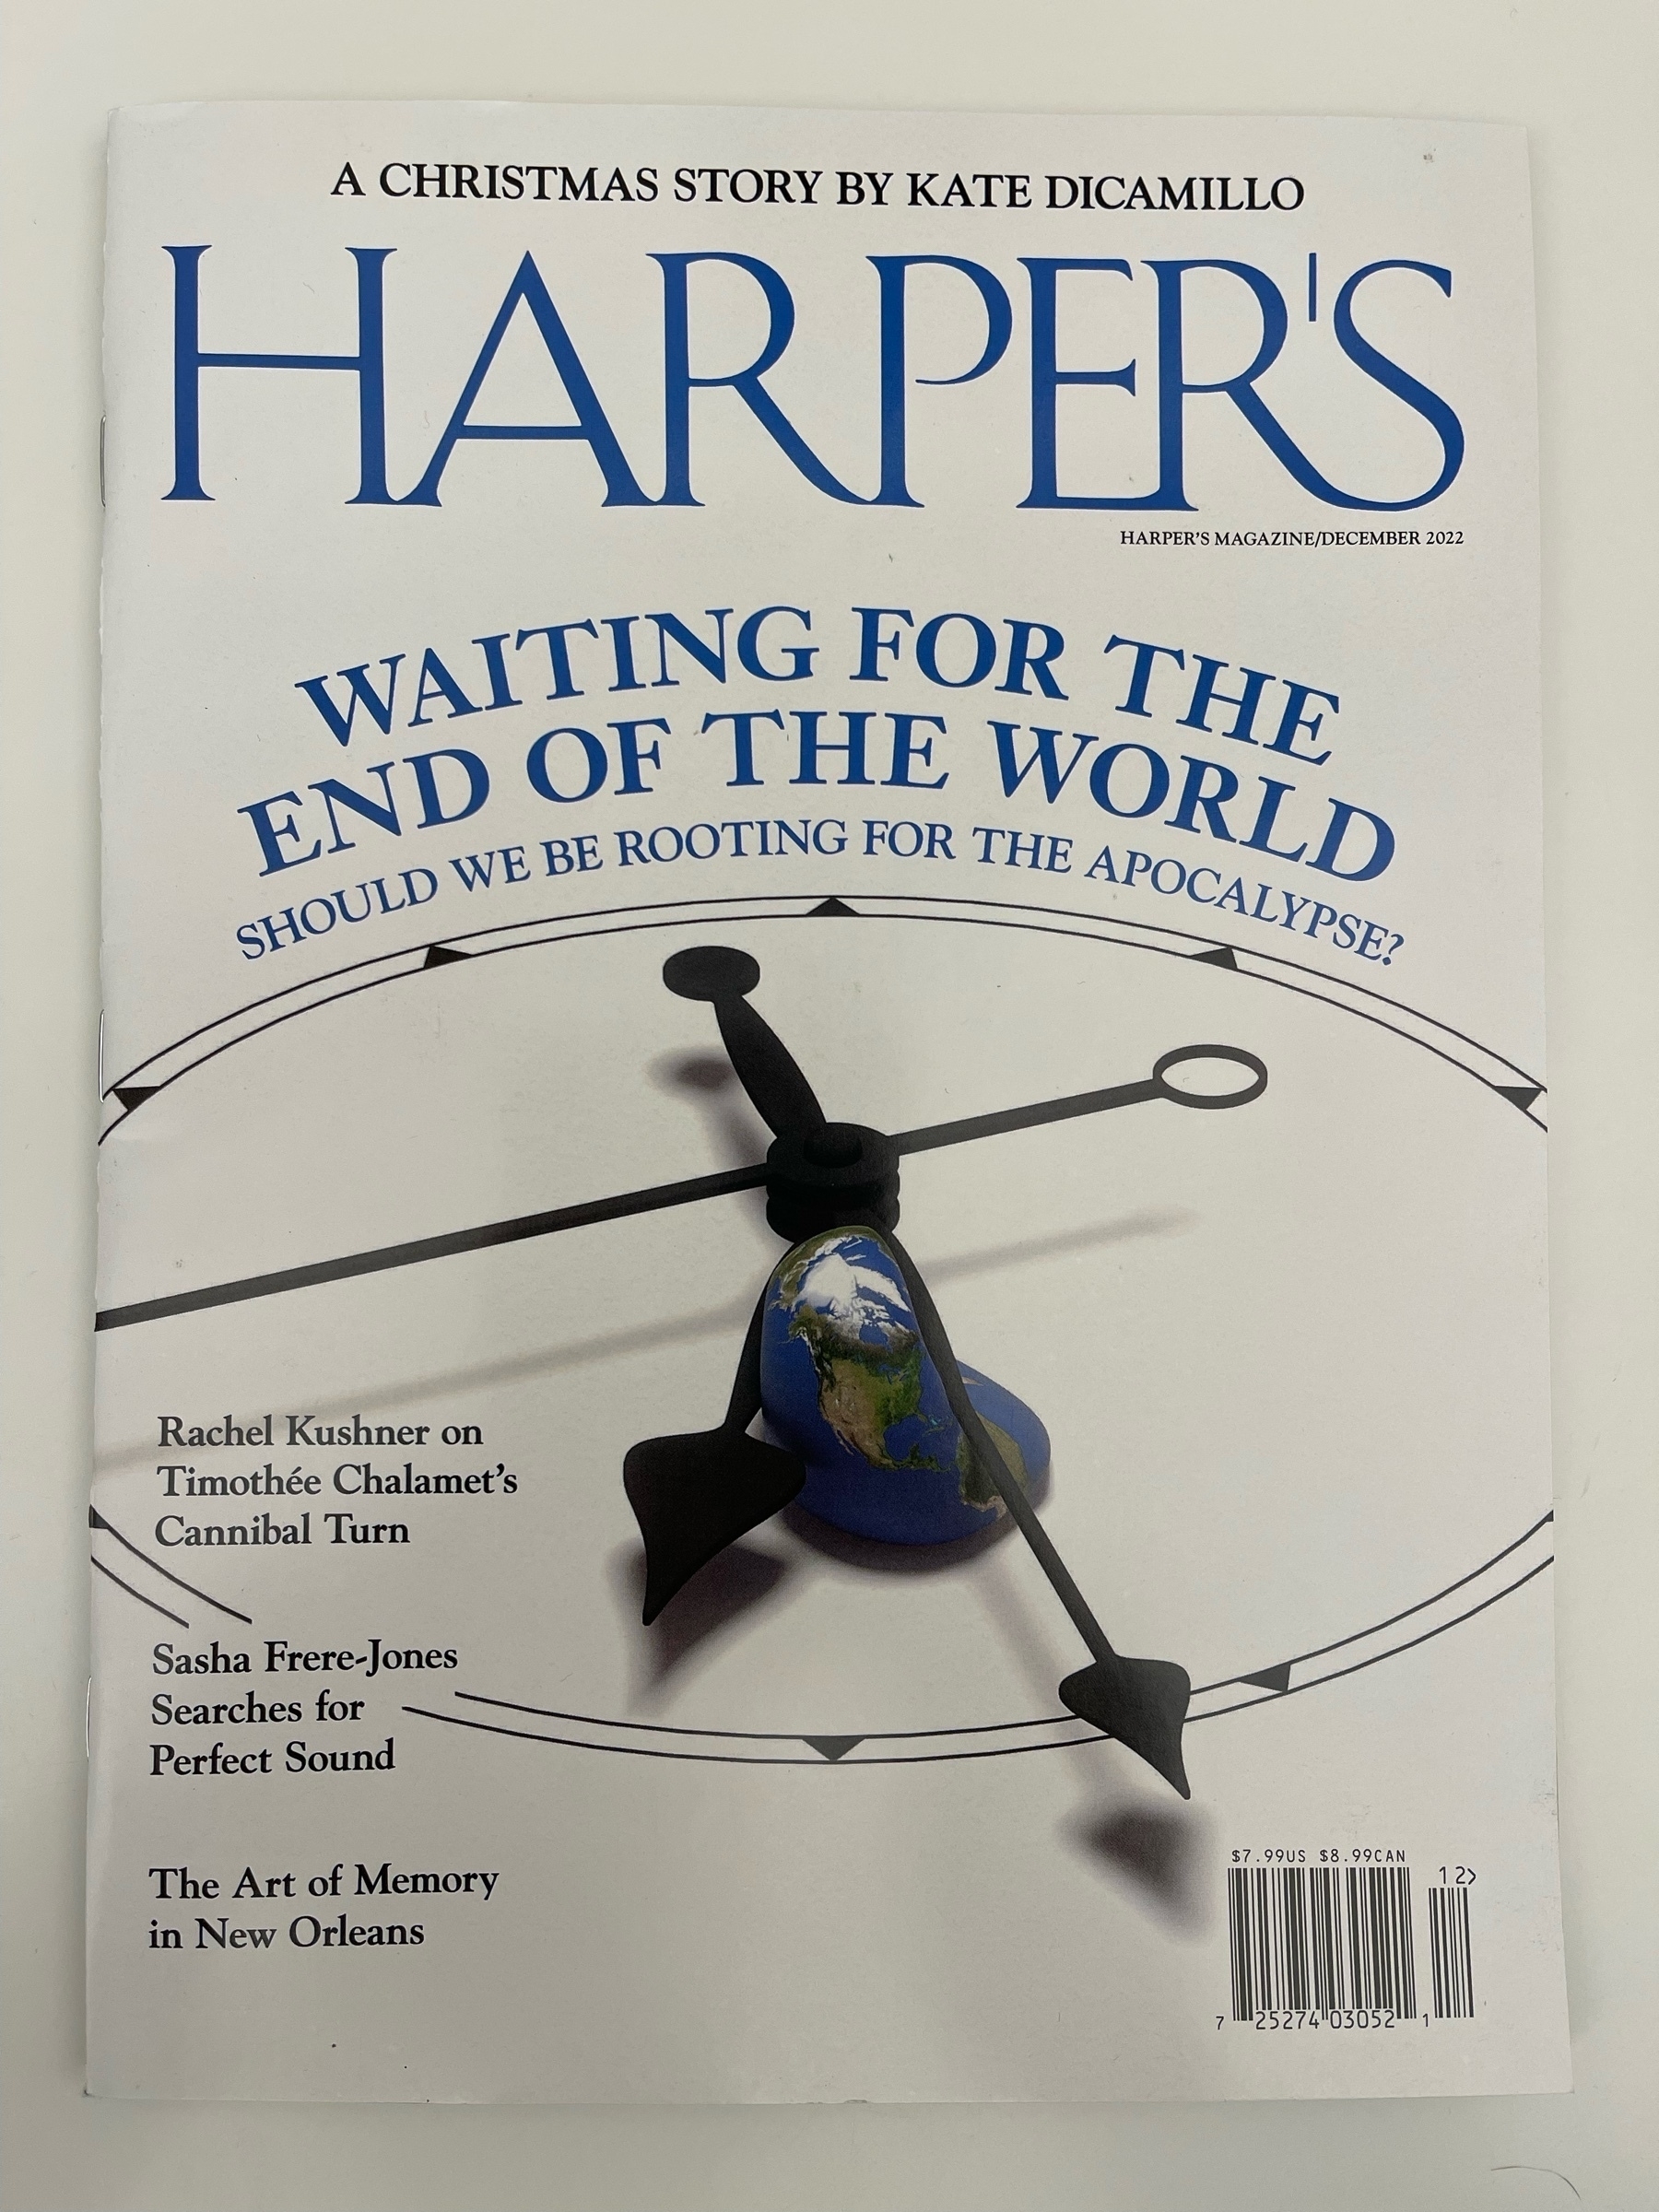 A CHRISTMAS STORY BY KATE DICAMILLO
HARPER'S
HARPER'S MAGAZINE/DECEMBER 2022
WAITING FOR THE
END OF THE WORLD
SHOULD WE BE ROOTING FOR THE APOCALYPSE?
Rachel Kushner on
Timothée Chalamet's
Cannibal Turn
Sasha Frere-Jones
Searches for
Perfect Sound
The Art of Memory
in New Orleans
$7.99US $8.99CAN
12>
7 25274 03052 1